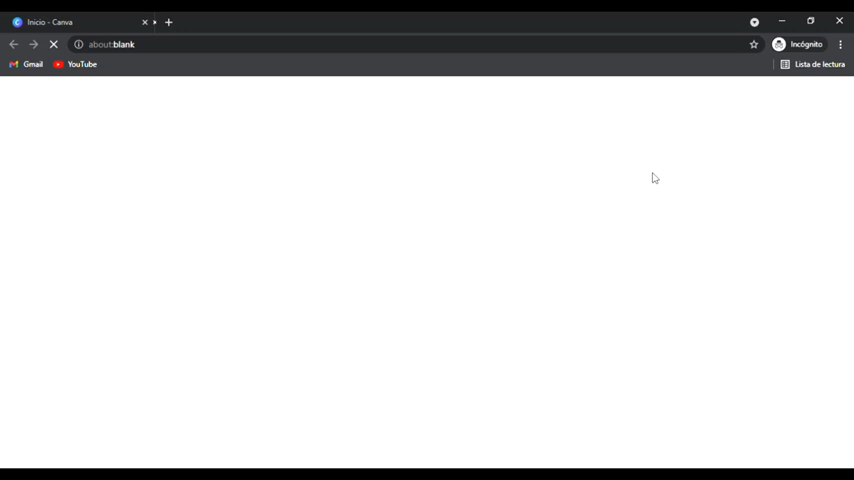 Inicio - Canva
about:blank
Incógnito
Gmail
YouTube
Lista de lectura